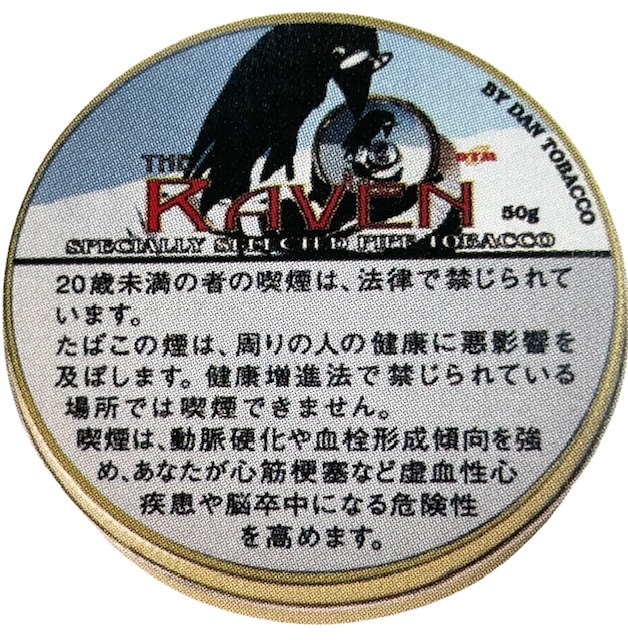 BY DAN TOBACCO
THE
DTM
RAVEN
50g
SPECIALLY SELECTED PIPE TOBACCO
20歳未満の者の喫煙は、法律で禁じられて
います。
たばこの煙は、周りの人の健康に悪影響を
及ぼします。健康増進法で禁じられている
場所では喫煙できません。
喫煙は、動脈硬化や血栓形成傾向を強
め、あなたが心筋梗塞など虚血性心
疾患や脳卒中になる危険性
を高めます。